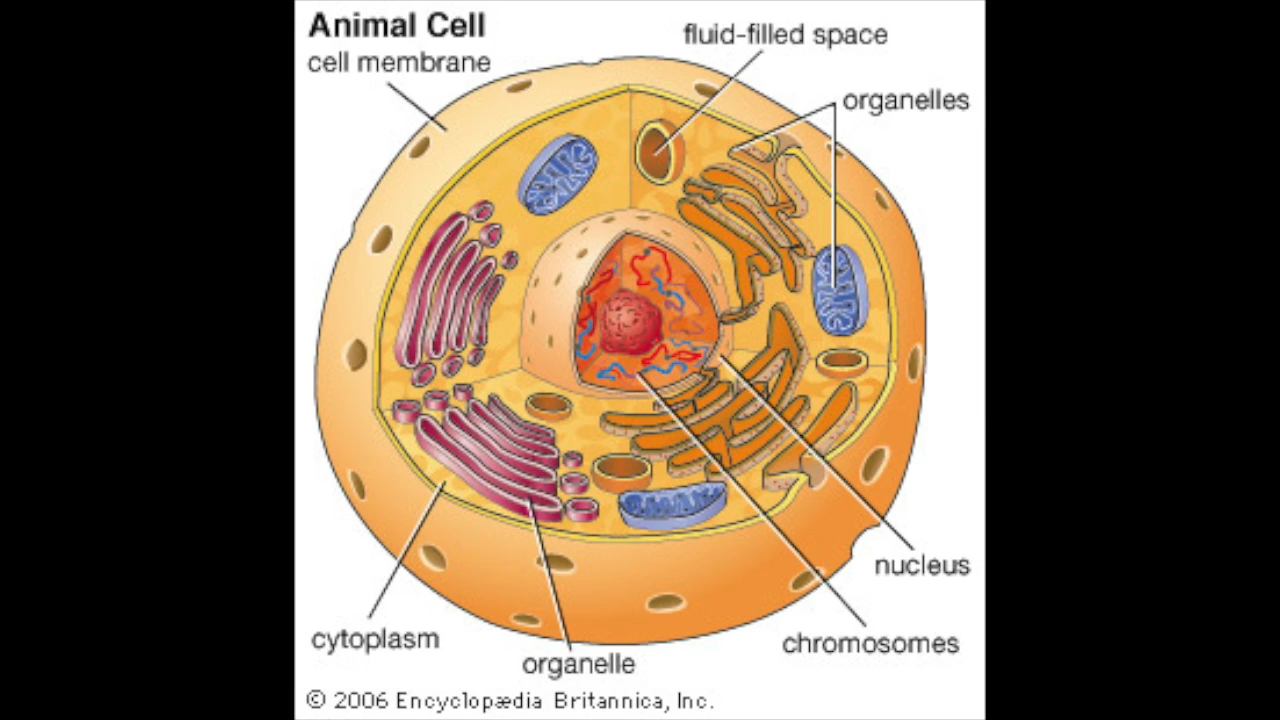 Animal Cell
cell membrane
fluid-filled space
organelles
nucleus
chromosomes
cytoplasm
organelle
© 2006 Encyclopædia Britannica, Inc.